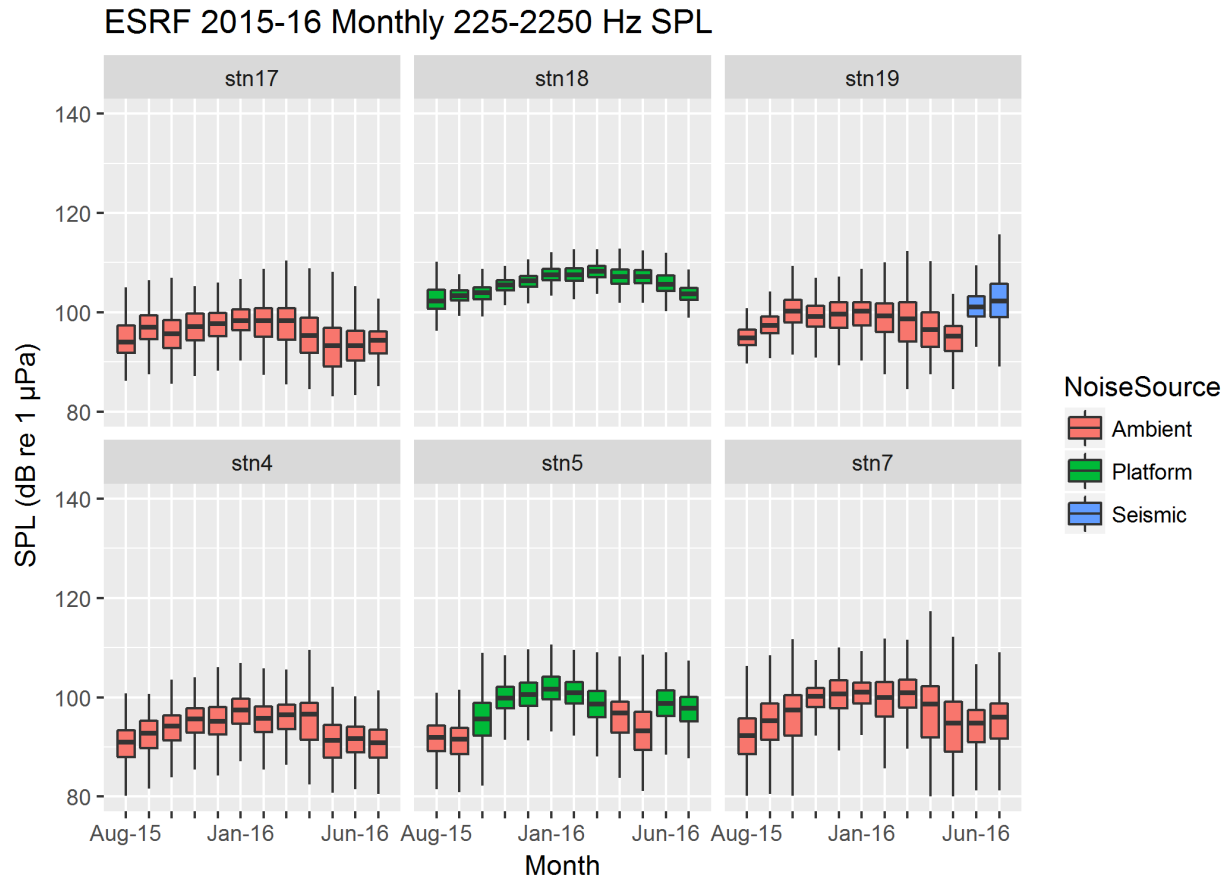 ESRF 2015-16 Monthly 225-2250 Hz SPL
stn17 stn18 stn19
140
120
100
80
stn4 stn5 stn7
140
120
100
80
Aug-15 Jan-16 Jun-16 Aug-15 Jan-16 Jun-16 Aug-15 Jan-16 Jun-16
Month
SPL (dB re 1 μPa)
NoiseSource
Ambient
Platform
Seismic